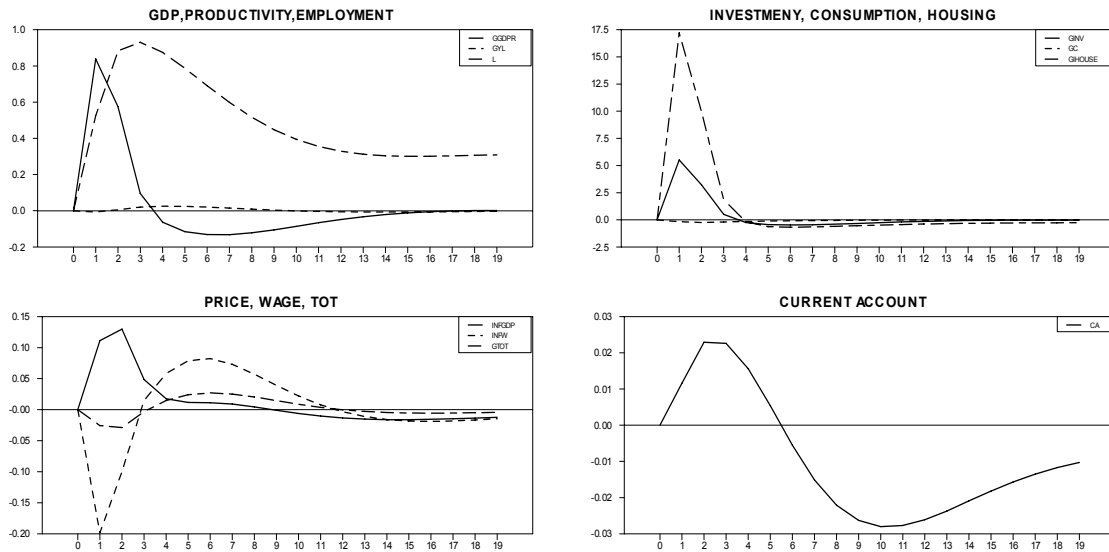 GDP,PRODUCTIVITY,EMPLOYMENT
GGDPR
GYL
L
1.0
0.8
0.6
0.4
0.2
0.0
-0.2
0 1 2 3 4 5 6 7 8 9 10 11 12 13 14 15 16 17 18 19
INVESTMENY, CONSUMPTION, HOUSING
GINV
GC
GIHOUSE
17.5
15.0
12.5
10.0
7.5
5.0
2.5
0.0
-2.5
0 1 2 3 4 5 6 7 8 9 10 11 12 13 14 15 16 17 18 19
PRICE, WAGE, TOT
INFGDP
INFW
GTOT
0.15
0.10
0.05
-0.00
-0.05
-0.10
-0.15
-0.20
0 1 2 3 4 5 6 7 8 9 10 11 12 13 14 15 16 17 18 19
CURRENT ACCOUNT
CA
0.03
0.02
0.01
0.00
-0.01
-0.02
-0.03
0 1 2 3 4 5 6 7 8 9 10 11 12 13 14 15 16 17 18 19